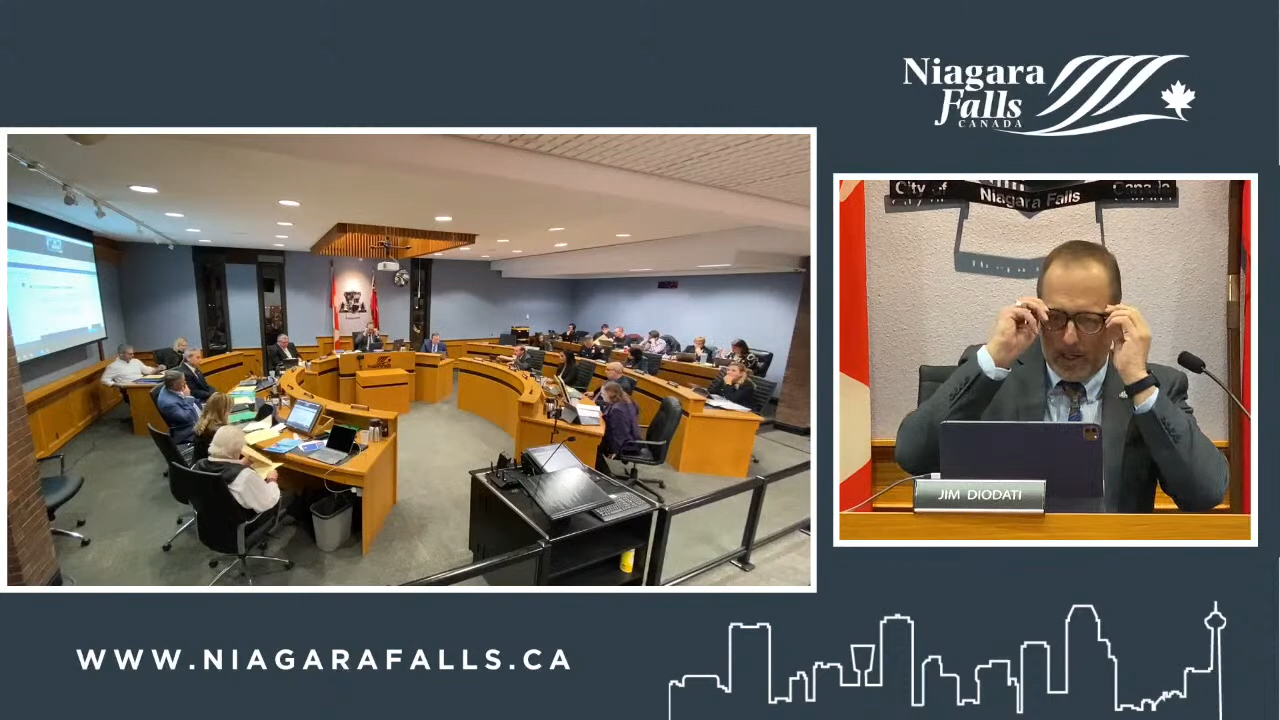 Niagara
Falls
CANADA
City of
Niagara Falls
Canada
JIM DIODATI
WWW.NIAGARAFALLS.CA